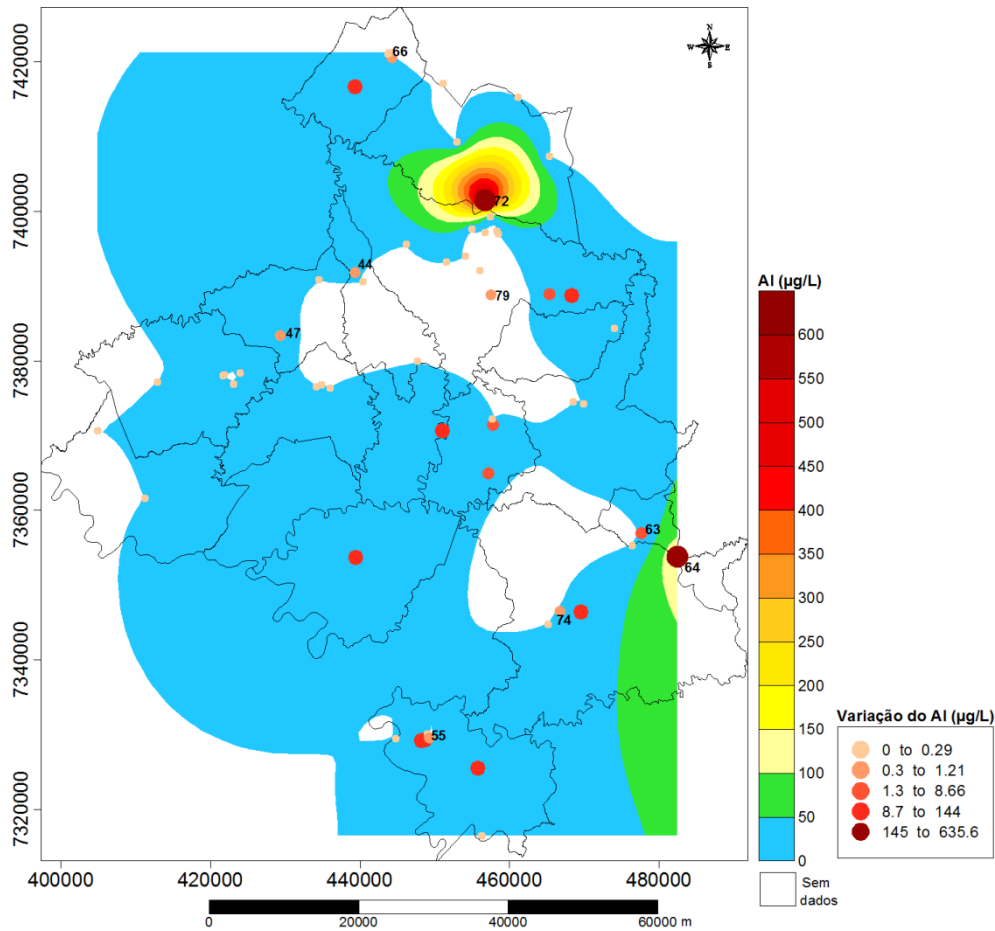 N
W E
S
7420000
7400000
7380000
7360000
7340000
7320000
66
72
44
79
47
63
64
74
55
400000 420000 440000 460000 480000
0 20000 40000 60000 m
Al (µg/L)
600
550
500
450
400
350
300
250
200
150
100
50
0
Sem
dados
Variação do Al (µg/L)
0 to 0.29
0.3 to 1.21
1.3 to 8.66
8.7 to 144
145 to 635.6